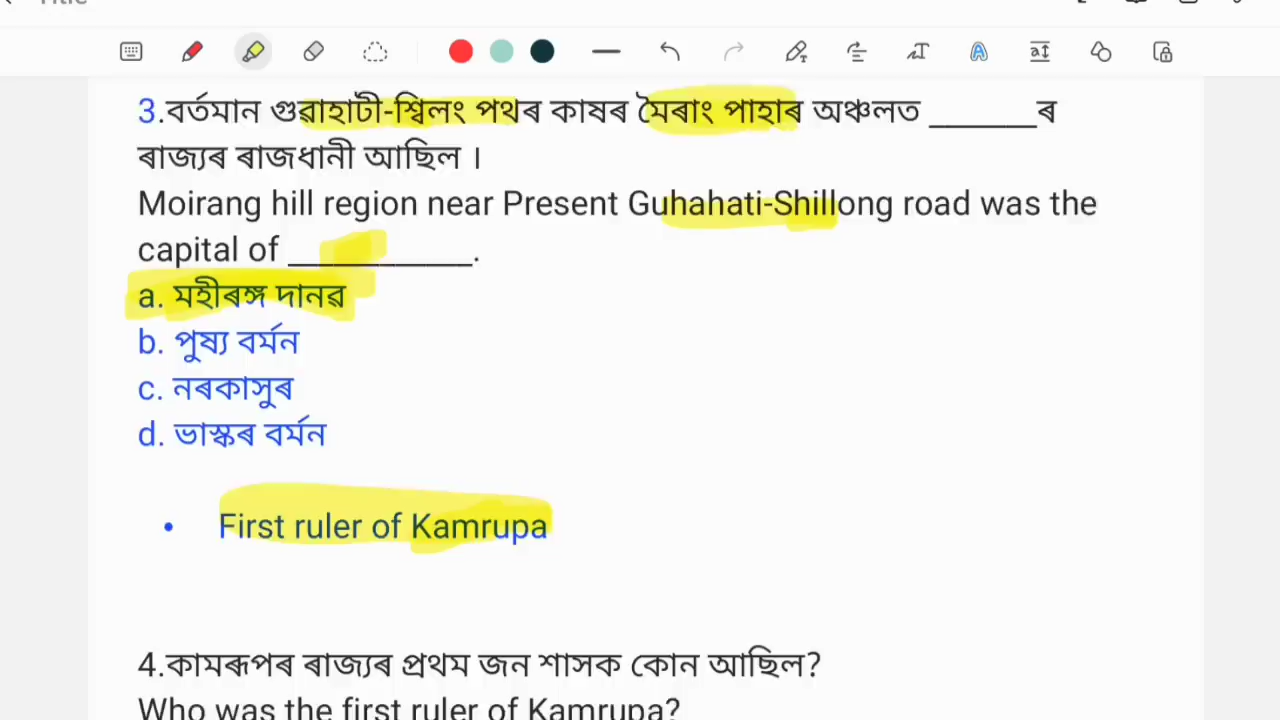 Title
3.বৰ্তমান গুৱাহাটী-শ্বিলং পথৰ কাষৰ মৈৰাং পাহাৰ অঞ্চলত _______ৰ
ৰাজ্যৰ ৰাজধানী আছিল ।
Moirang hill region near Present Guhahati-Shillong road was the
capital of ____________.
a. মহীৰঙ্গ দানৱ
b. পুষ্য বৰ্মন
c. নৰকাসুৰ
d. ভাস্কৰ বৰ্মন
• First ruler of Kamrupa
4.কামৰূপৰ ৰাজ্যৰ প্ৰথম জন শাসক কোন আছিল?
Who was the first ruler of Kamrupa?